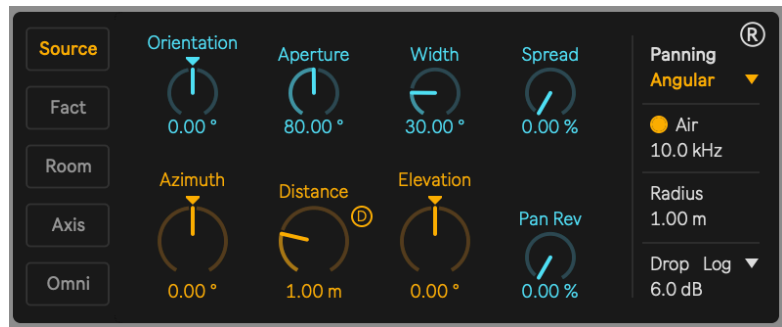 Source
Fact
Room
Axis
Omni
Orientation
0.00 °
Aperture
80.00 °
Width
30.00 °
Spread
0.00 %
Azimuth
0.00 °
Distance
D
1.00 m
Elevation
0.00 °
Pan Rev
0.00 %
®
Panning
Angular
Air
10.0 kHz
Radius
1.00 m
Drop Log
6.0 dB